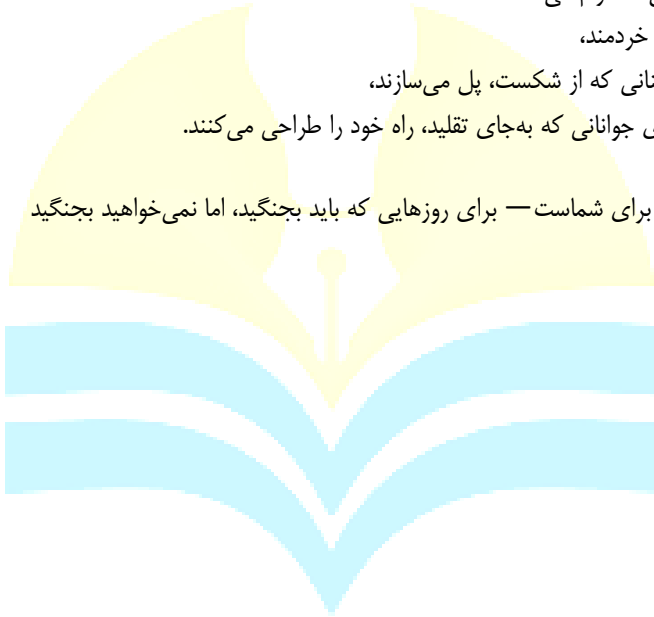 خردمند،
که از شکست، پل می‌سازند،
جوانانی که به‌جای تقلید، راه خود را طراحی می‌کنند.
برای شماست — برای روزهایی که باید بجنگید، اما نمی‌خواهید بجنگید